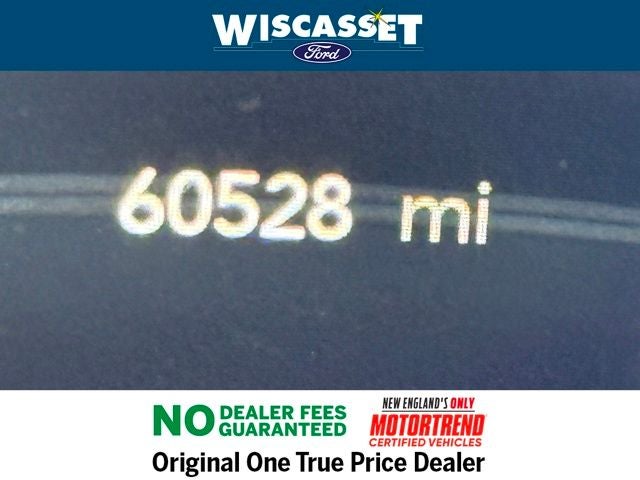 WISCASSET
Ford
60528 mi
NO DEALER FEES
GUARANTEED
NEW ENGLAND'S ONLY
MOTORTREND
CERTIFIED VEHICLES
Original One True Price Dealer